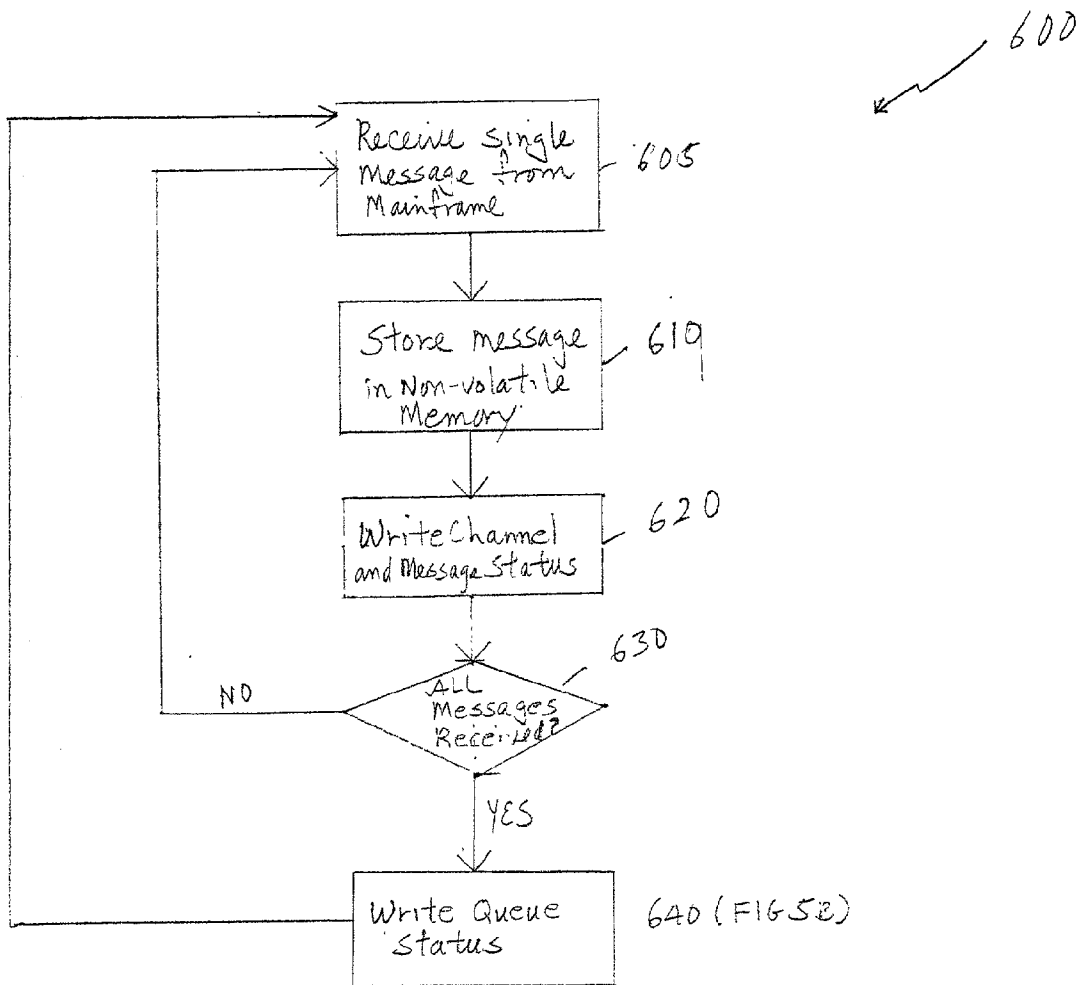 600
Receive single
Message from
Mainframe
605
Store message
in Non-volatile
Memory
610
Write Channel
and Message Status
620
630
ALL
Messages
Received?
NO
YES
Write Queue
Status
640 (FIG 5B)